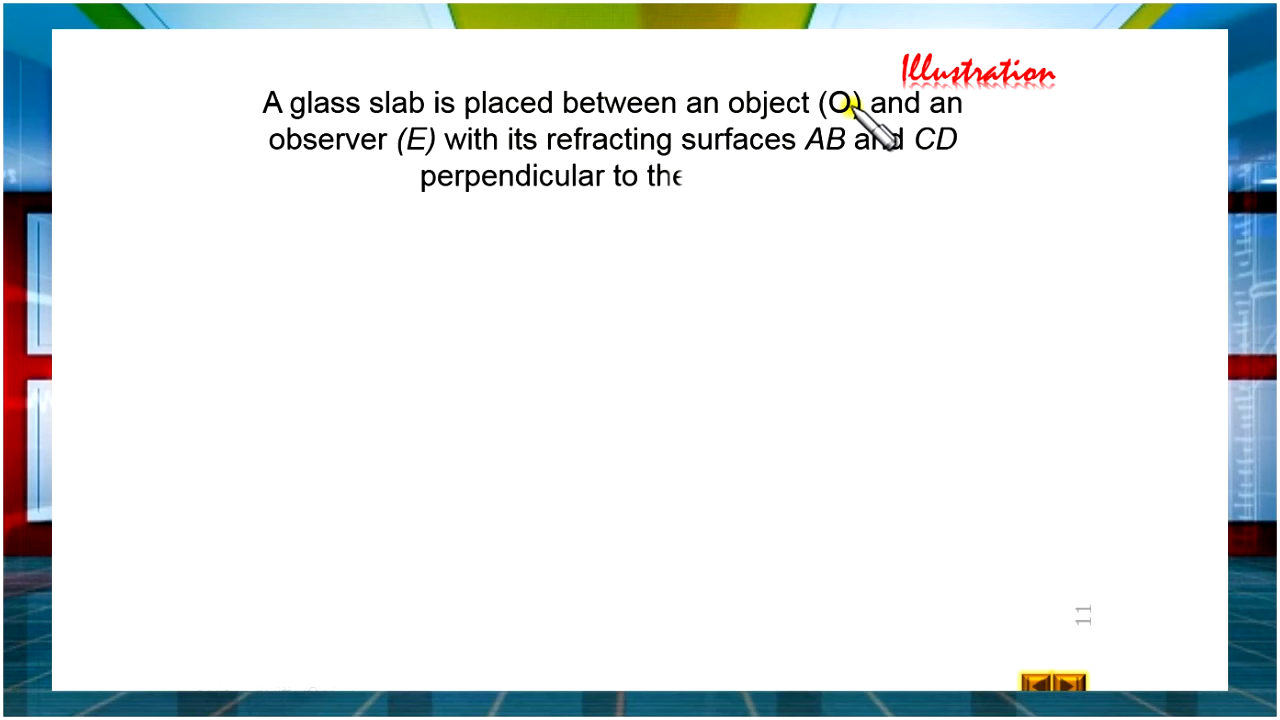 Illustration
A glass slab is placed between an object (O) and an
observer (E) with its refracting surfaces AB and CD
perpendicular to the
11